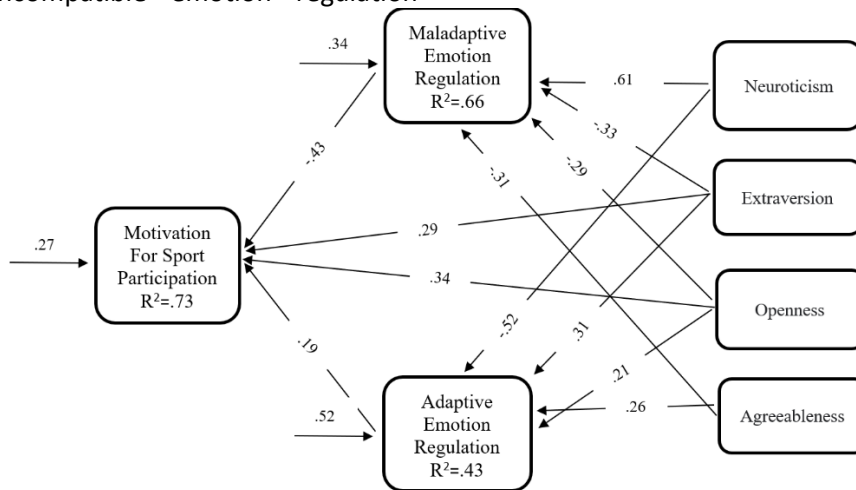 emotion regulation
.34
Maladaptive
Emotion
Regulation
R²=.66
.61
Neuroticism
-.33
-.43
-.31
-.29
Extraversion
.27
Motivation
For Sport
Participation
R²=.73
.29
.34
Openness
.19
-.52
.31
.21
.52
Adaptive
Emotion
Regulation
R²=.43
.26
Agreeableness